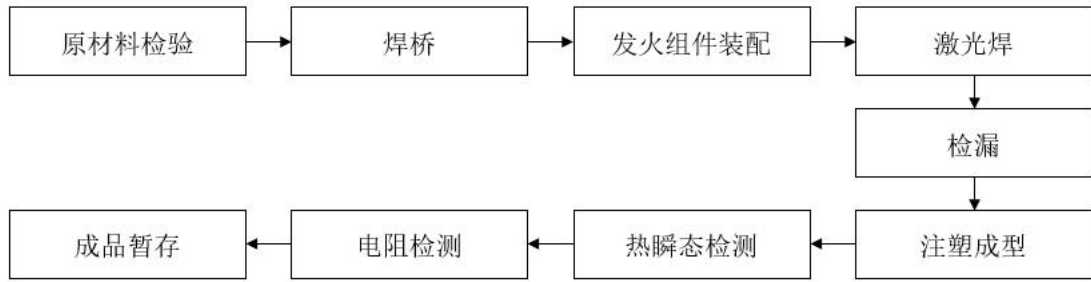 原材料检验
焊桥
发火组件装配
激光焊
检漏
注塑成型
热瞬态检测
电阻检测
成品暂存